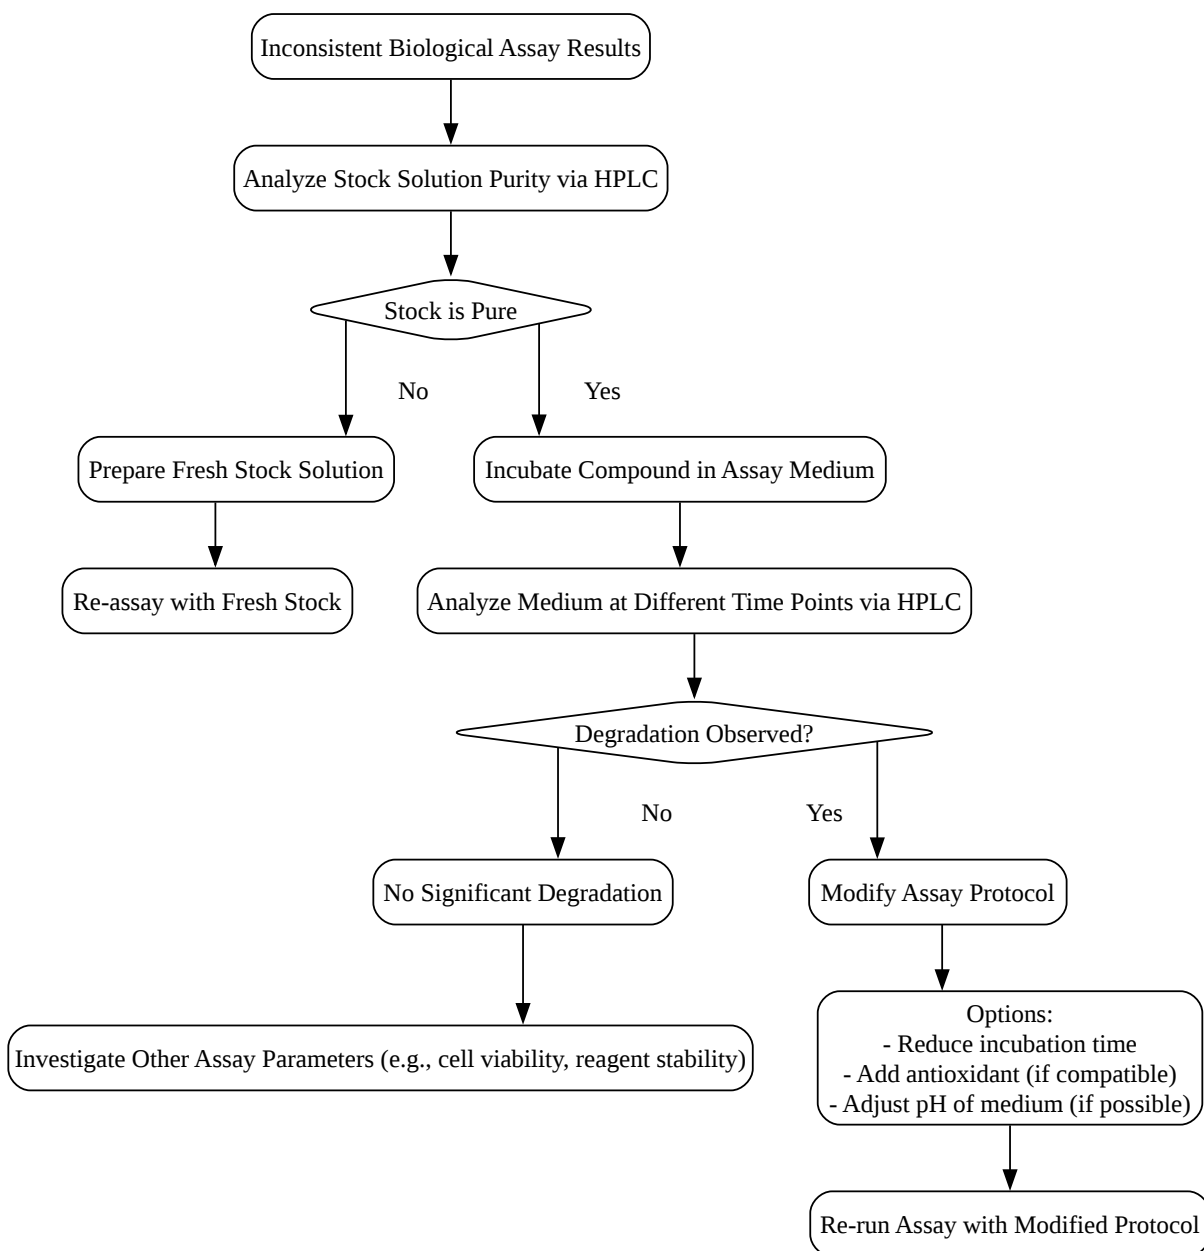 Inconsistent Biological Assay Results
Analyze Stock Solution Purity via HPLC
Stock is Pure
No
Yes
Prepare Fresh Stock Solution
Incubate Compound in Assay Medium
Re-assay with Fresh Stock
Analyze Medium at Different Time Points via HPLC
Degradation Observed?
No
Yes
No Significant Degradation
Modify Assay Protocol
Options:
- Reduce incubation time
- Add antioxidant (if compatible)
- Adjust pH of medium (if possible)
Investigate Other Assay Parameters (e.g., cell viability, reagent stability)
Re-run Assay with Modified Protocol